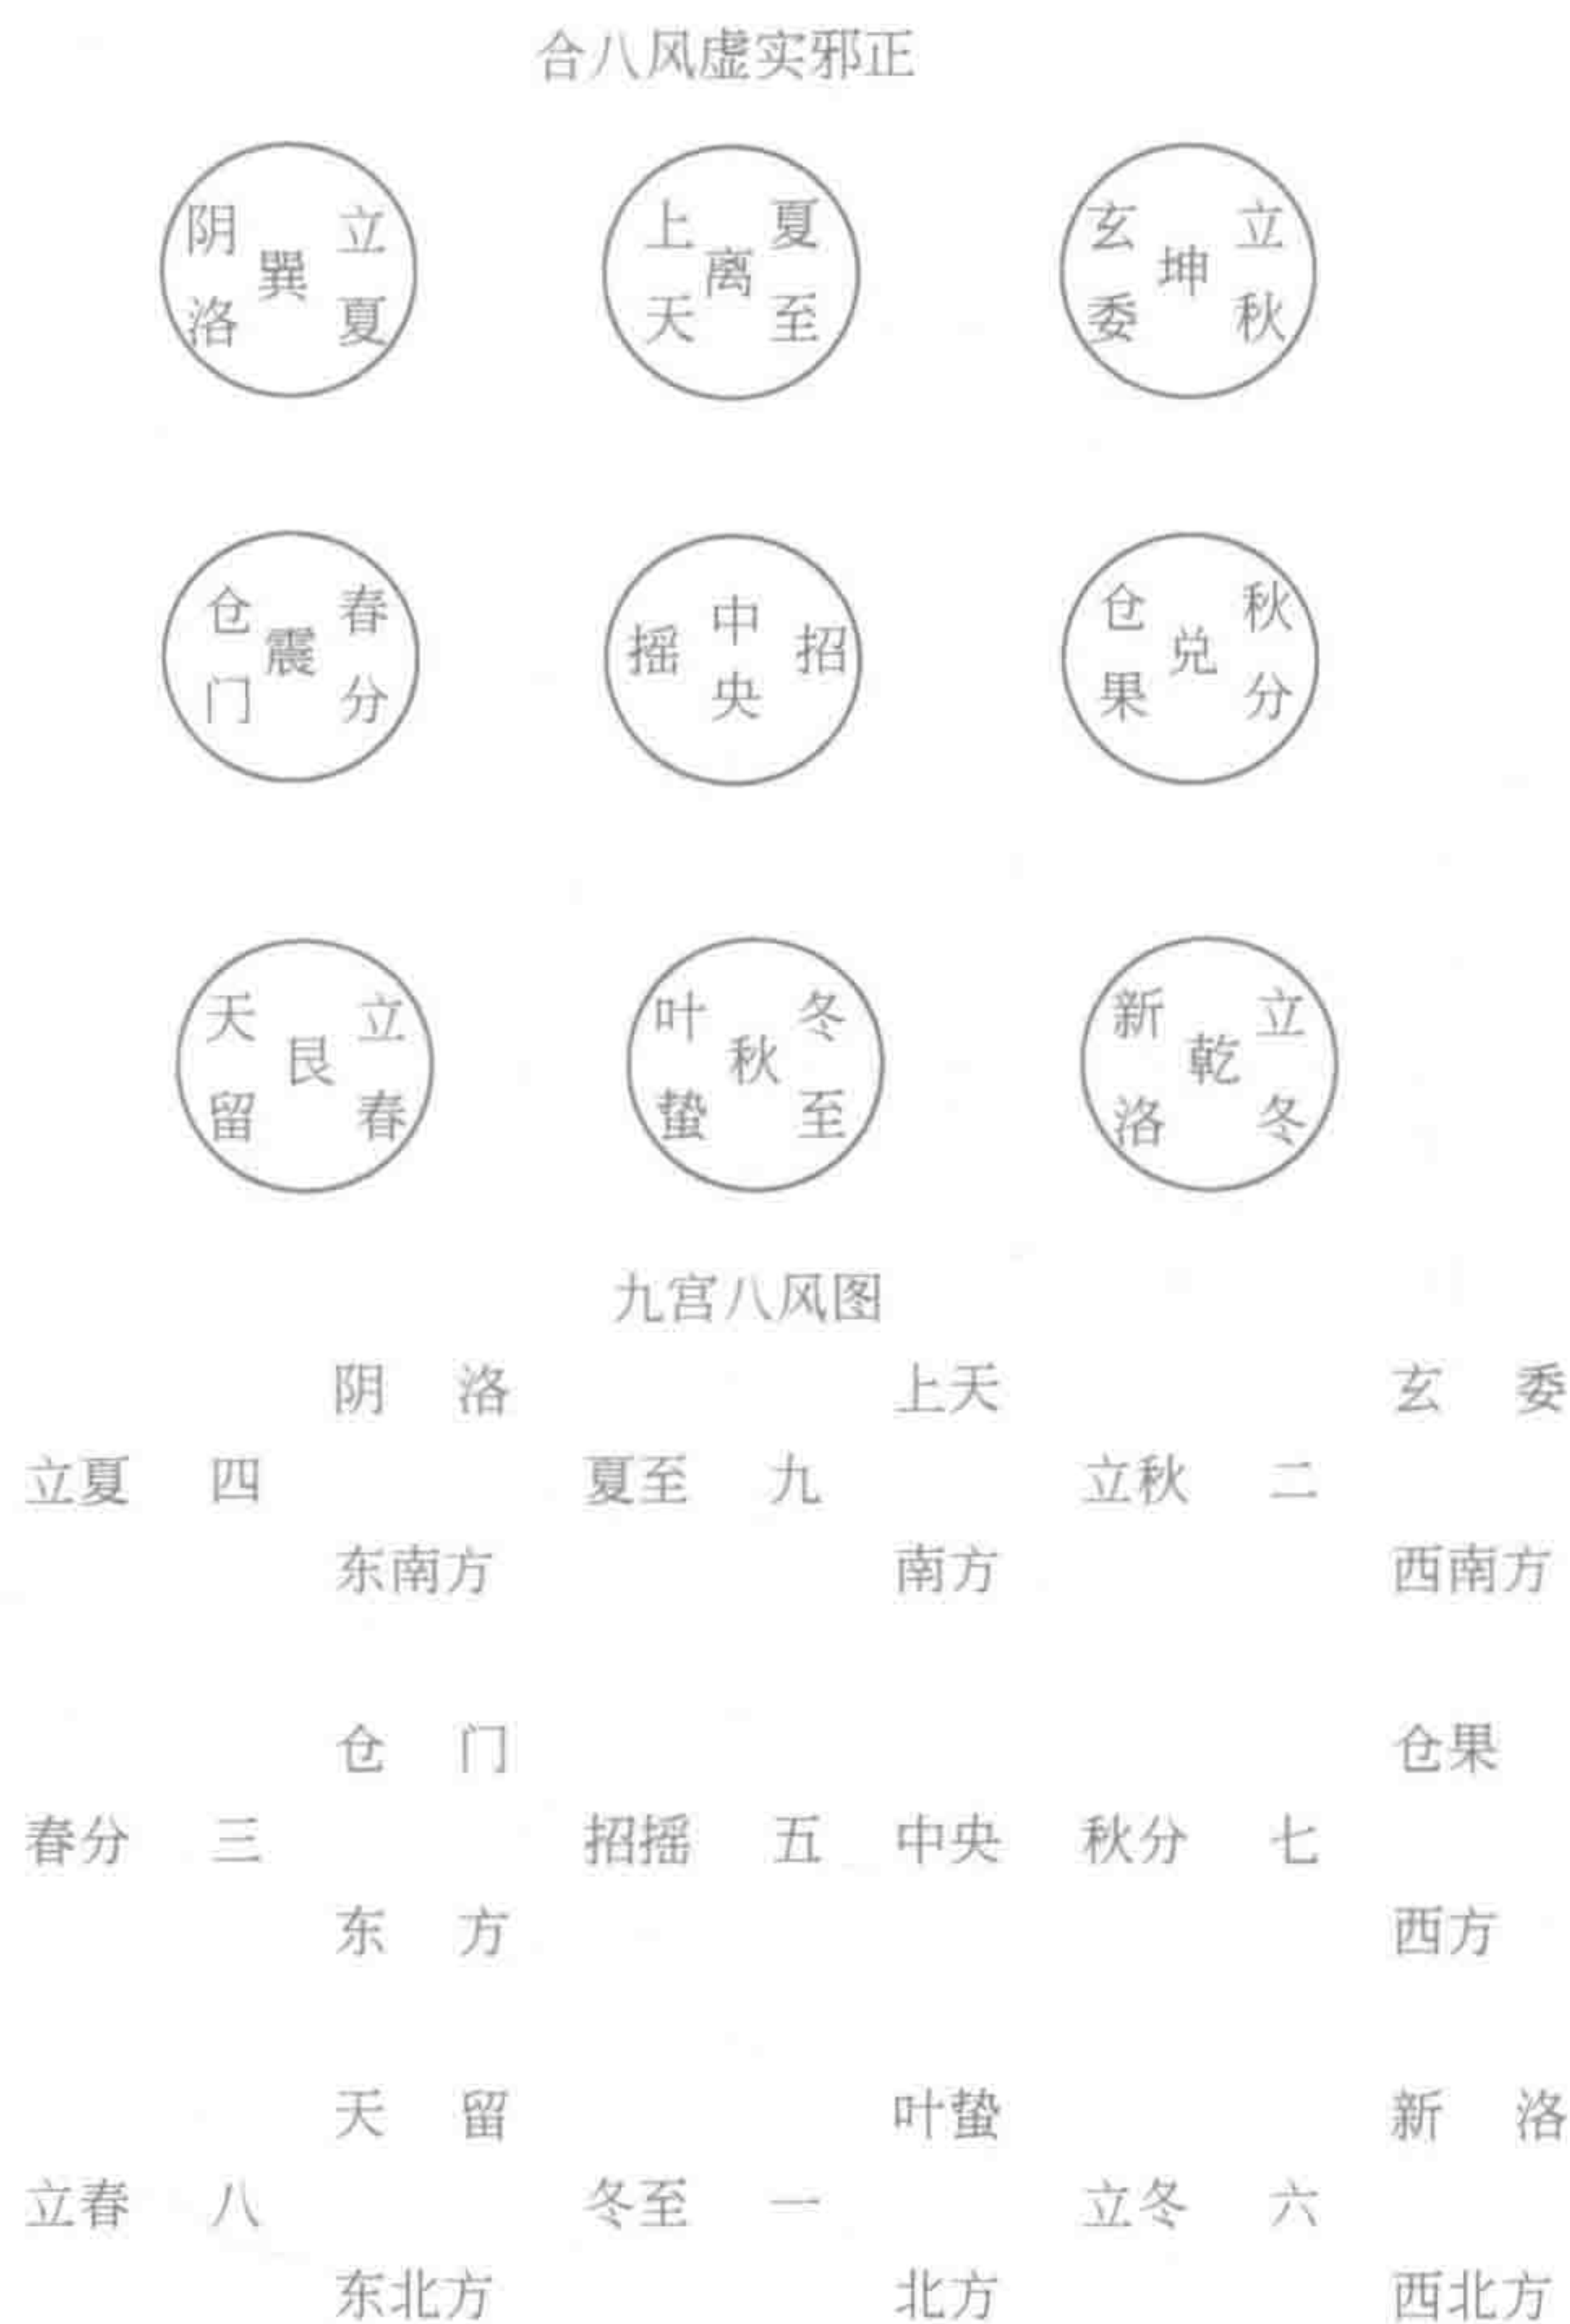 合八风虚实邪正
阴 立 上 夏 玄 立
巽 离 坤
洛 夏 天 至 委 秋
仓 春 中 仓 秋
震 摇 招 兑
门 分 央 果 分
天 立 叶 冬 新 立
艮 秋 乾
留 春 蛰 至 洛 冬
九宫八风图
阴 洛 上天 玄 委
立夏 四 夏至 九 立秋 二
东南方 南方 西南方
仓 门 仓果
春分 三 招摇 五 中央 秋分 七
东 方 西方
天 留 叶蛰 新 洛
立春 八 冬至 一 立冬 六
东北方 北方 西北方